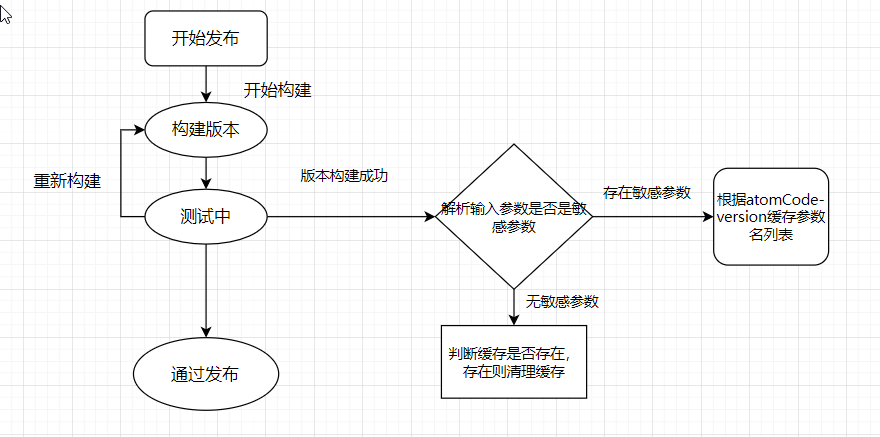 开始发布
开始构建
构建版本
重新构建
版本构建成功
测试中
解析输入参数是否是敏
感参数
存在敏感参数
根据atomCode-
version缓存参数
名列表
无敏感参数
判断缓存是否存在，
存在则清理缓存
通过发布